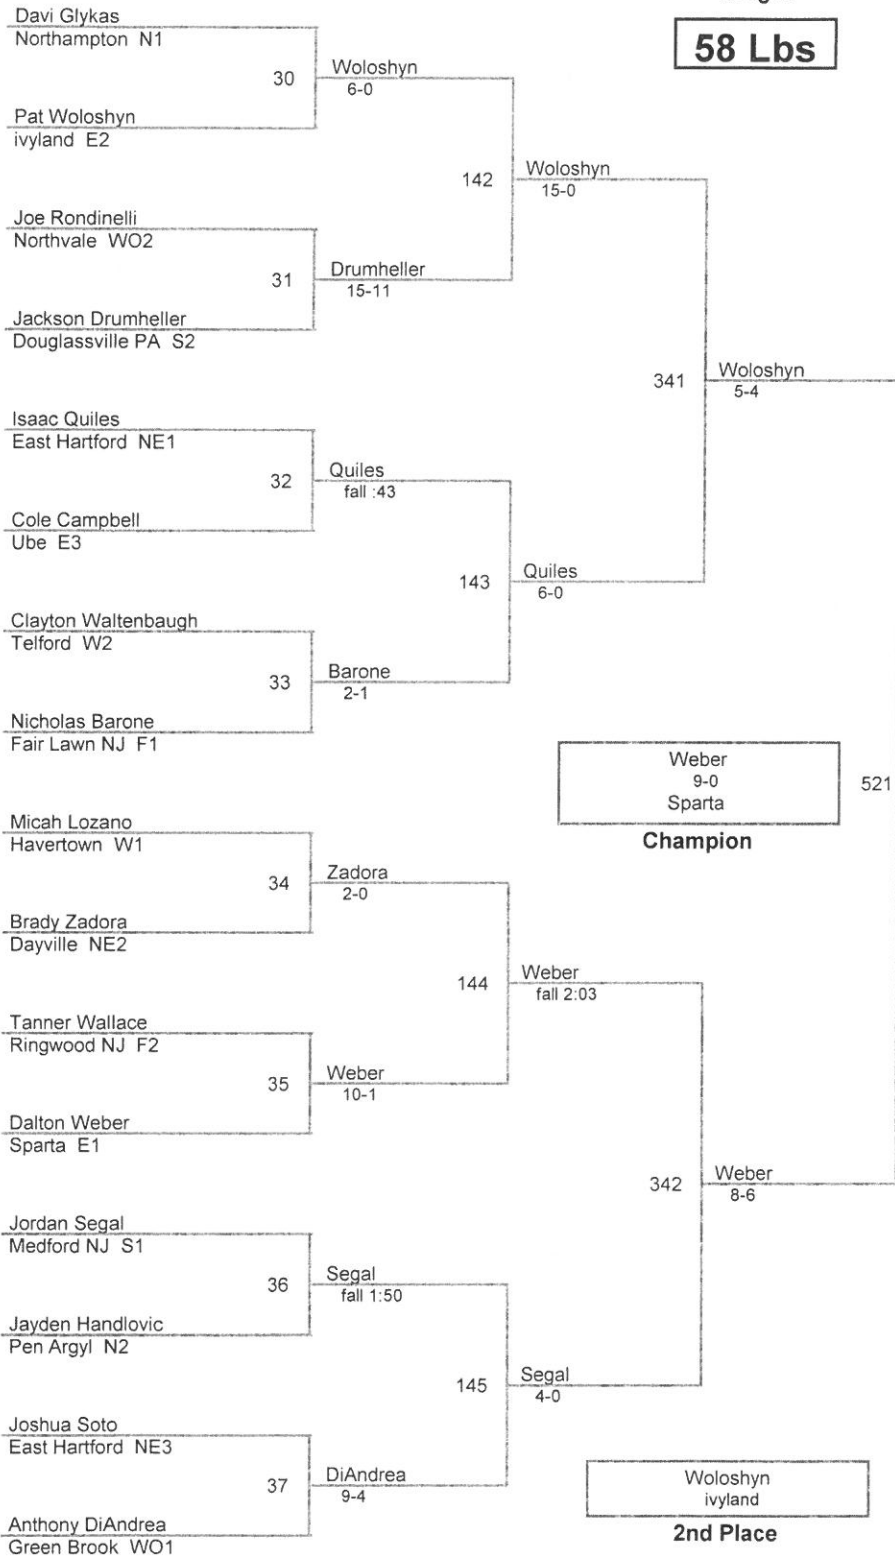 58 Lbs
Davi Glykas
Northampton N1
30
Woloshyn
6-0
Pat Woloshyn
ivyland E2
142
Woloshyn
15-0
Joe Rondinelli
Northvale WO2
31
Drumheller
15-11
Jackson Drumheller
Douglassville PA S2
341
Woloshyn
5-4
Isaac Quiles
East Hartford NE1
32
Quiles
fall :43
Cole Campbell
Ube E3
143
Quiles
6-0
Clayton Waltenbaugh
Telford W2
33
Barone
2-1
Nicholas Barone
Fair Lawn NJ F1
Weber
9-0
Sparta
521
Champion
Micah Lozano
Havertown W1
34
Zadora
2-0
Brady Zadora
Dayville NE2
144
Weber
fall 2:03
Tanner Wallace
Ringwood NJ F2
35
Weber
10-1
Dalton Weber
Sparta E1
342
Weber
8-6
Jordan Segal
Medford NJ S1
36
Segal
fall 1:50
Jayden Handlovic
Pen Argyl N2
145
Segal
4-0
Joshua Soto
East Hartford NE3
37
DiAndrea
9-4
Anthony DiAndrea
Green Brook WO1
Woloshyn
ivyland
2nd Place